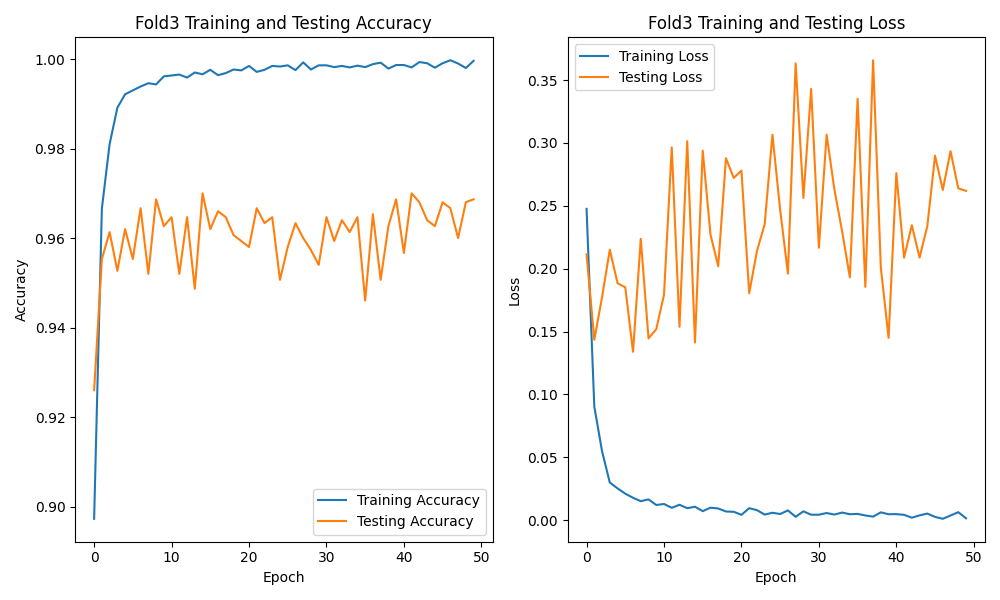 Fold3 Training and Testing Accuracy
1.00
0.98
0.96
0.94
0.92
0.90
Accuracy
Training Accuracy
Testing Accuracy
0 10 20 30 40 50
Epoch
Fold3 Training and Testing Loss
Training Loss
Testing Loss
0.35
0.30
0.25
0.20
0.15
0.10
0.05
0.00
Loss
0 10 20 30 40 50
Epoch